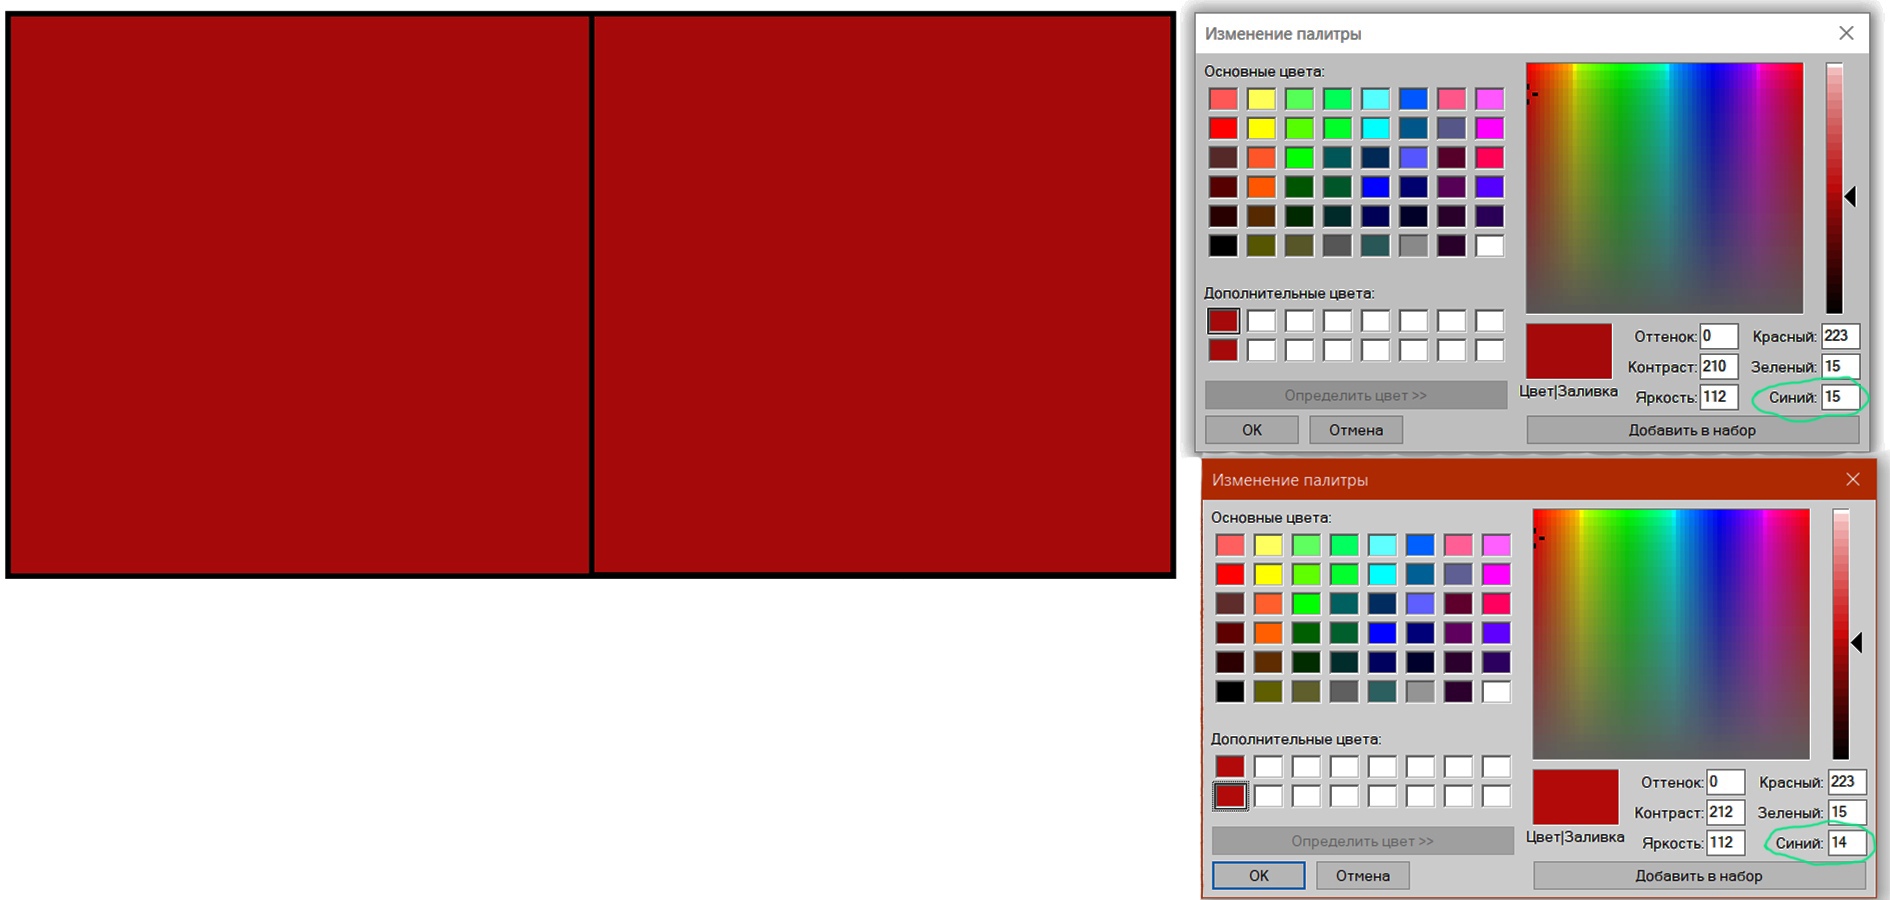 Изменение палитры
Основные цвета:
Дополнительные цвета:
Определить цвет >>
ОК
Отмена
Цвет|Заливка
Оттенок: 0
Красный: 223
Контраст: 210
Зеленый: 15
Яркость: 112
Синий: 15
Добавить в набор
Изменение палитры
Основные цвета:
Дополнительные цвета:
Определить цвет >>
ОК
Отмена
Цвет|Заливка
Оттенок: 0
Красный: 223
Контраст: 212
Зеленый: 15
Яркость: 112
Синий: 14
Добавить в набор